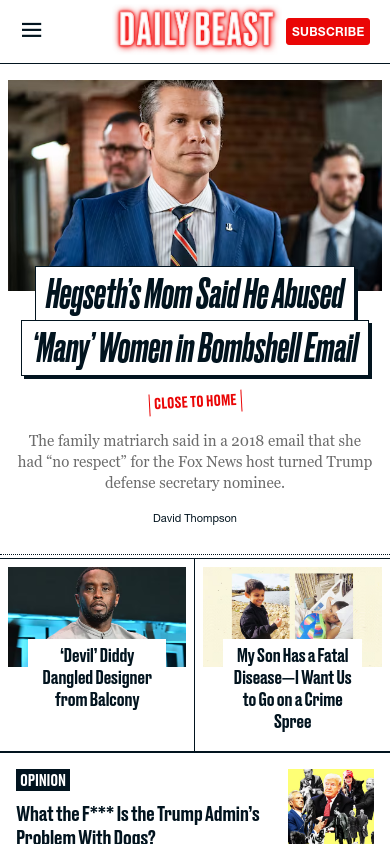 DAILY BEAST
SUBSCRIBE
Hegseth's Mom Said He Abused
'Many' Women in Bombshell Email
CLOSE TO HOME
The family matriarch said in a 2018 email that she
had “no respect” for the Fox News host turned Trump
defense secretary nominee.
David Thompson
‘Devil’ Diddy
Dangled Designer
from Balcony
My Son Has a Fatal
Disease—I Want Us
to Go on a Crime
Spree
OPINION
What the F*** Is the Trump Admin’s
Problem With Dogs?